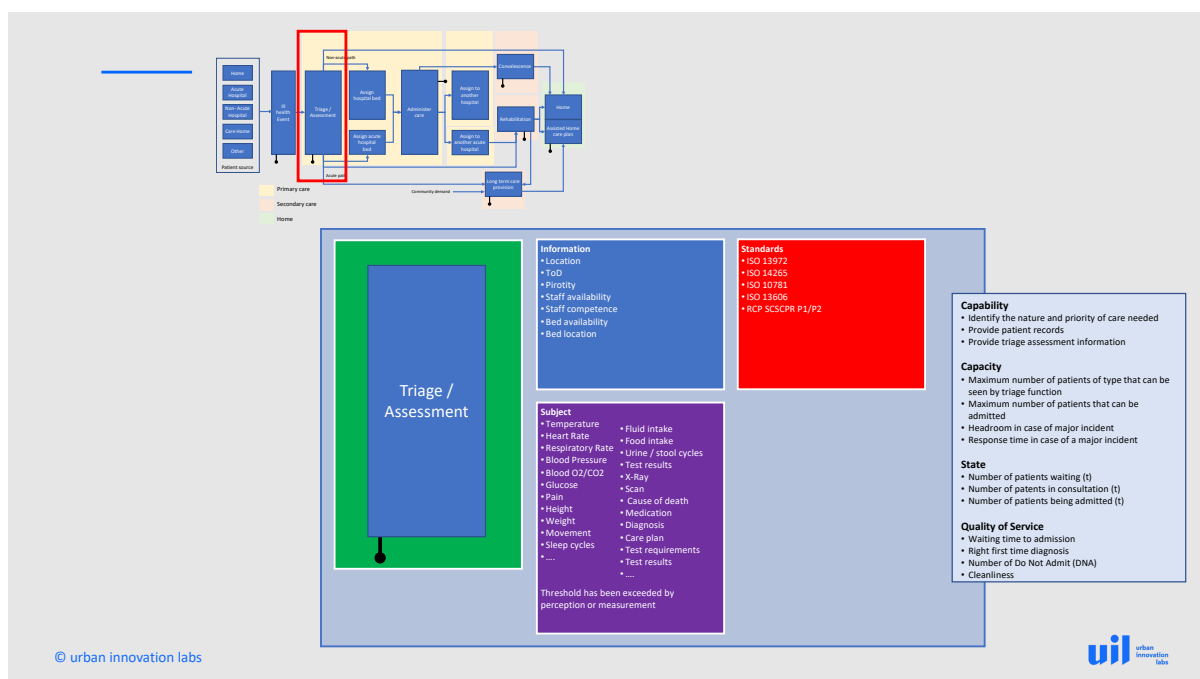 Home
Acute
Hospital
Non-Acute
Hospital
Care Home
Other
Patient source
Ill
health
Event
Triage /
Assessment
Non-acute path
Acute path
Assign
hospital bed
Assign acute
hospital
bed
Administer
care
Assign to
another
hospital
Assign to
another acute
hospital
Convalescence
Rehabilitation
Home
Assisted Home
care plan
Long term care
provision
Community demand
Primary care
Secondary care
Home
Triage /
Assessment
Information
• Location
• ToD
• Pirotity
• Staff availability
• Staff competence
• Bed availability
• Bed location
Standards
• ISO 13972
• ISO 14265
• ISO 10781
• ISO 13606
• RCP SCSCPR P1/P2
Subject
• Temperature
• Heart Rate
• Respiratory Rate
• Blood Pressure
• Blood O2/CO2
• Glucose
• Pain
• Height
• Weight
• Movement
• Sleep cycles
• ....
• Fluid intake
• Food intake
• Urine / stool cycles
• Test results
• X-Ray
• Scan
• Cause of death
• Medication
• Diagnosis
• Care plan
• Test requirements
• Test results
• ....
Threshold has been exceeded by
perception or measurement
Capability
• Identify the nature and priority of care needed
• Provide patient records
• Provide triage assessment information
Capacity
• Maximum number of patients of type that can be
seen by triage function
• Maximum number of patients that can be
admitted
• Headroom in case of major incident
• Response time in case of a major incident
State
• Number of patients waiting (t)
• Number of patents in consultation (t)
• Number of patients being admitted (t)
Quality of Service
• Waiting time to admission
• Right first time diagnosis
• Number of Do Not Admit (DNA)
• Cleanliness
© urban innovation labs
uil
urban
innovation
labs